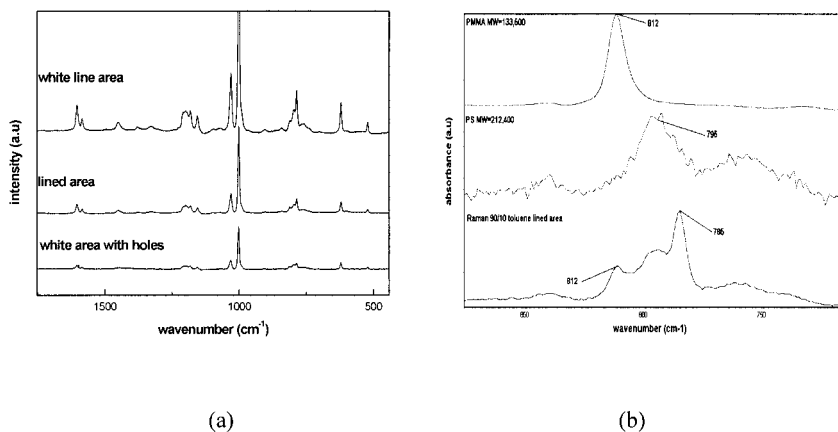 white line area
lined area
white area with holes
intensity (a.u)
1500
1000
500
wavenumber (cm-1)
(a)
PMMA MW=133,600
812
PS MW=212,400
796
Raman 90/10 toluene lined area
812
786
absorbance (a.u)
850
800
750
wavenumber (cm-1)
(b)